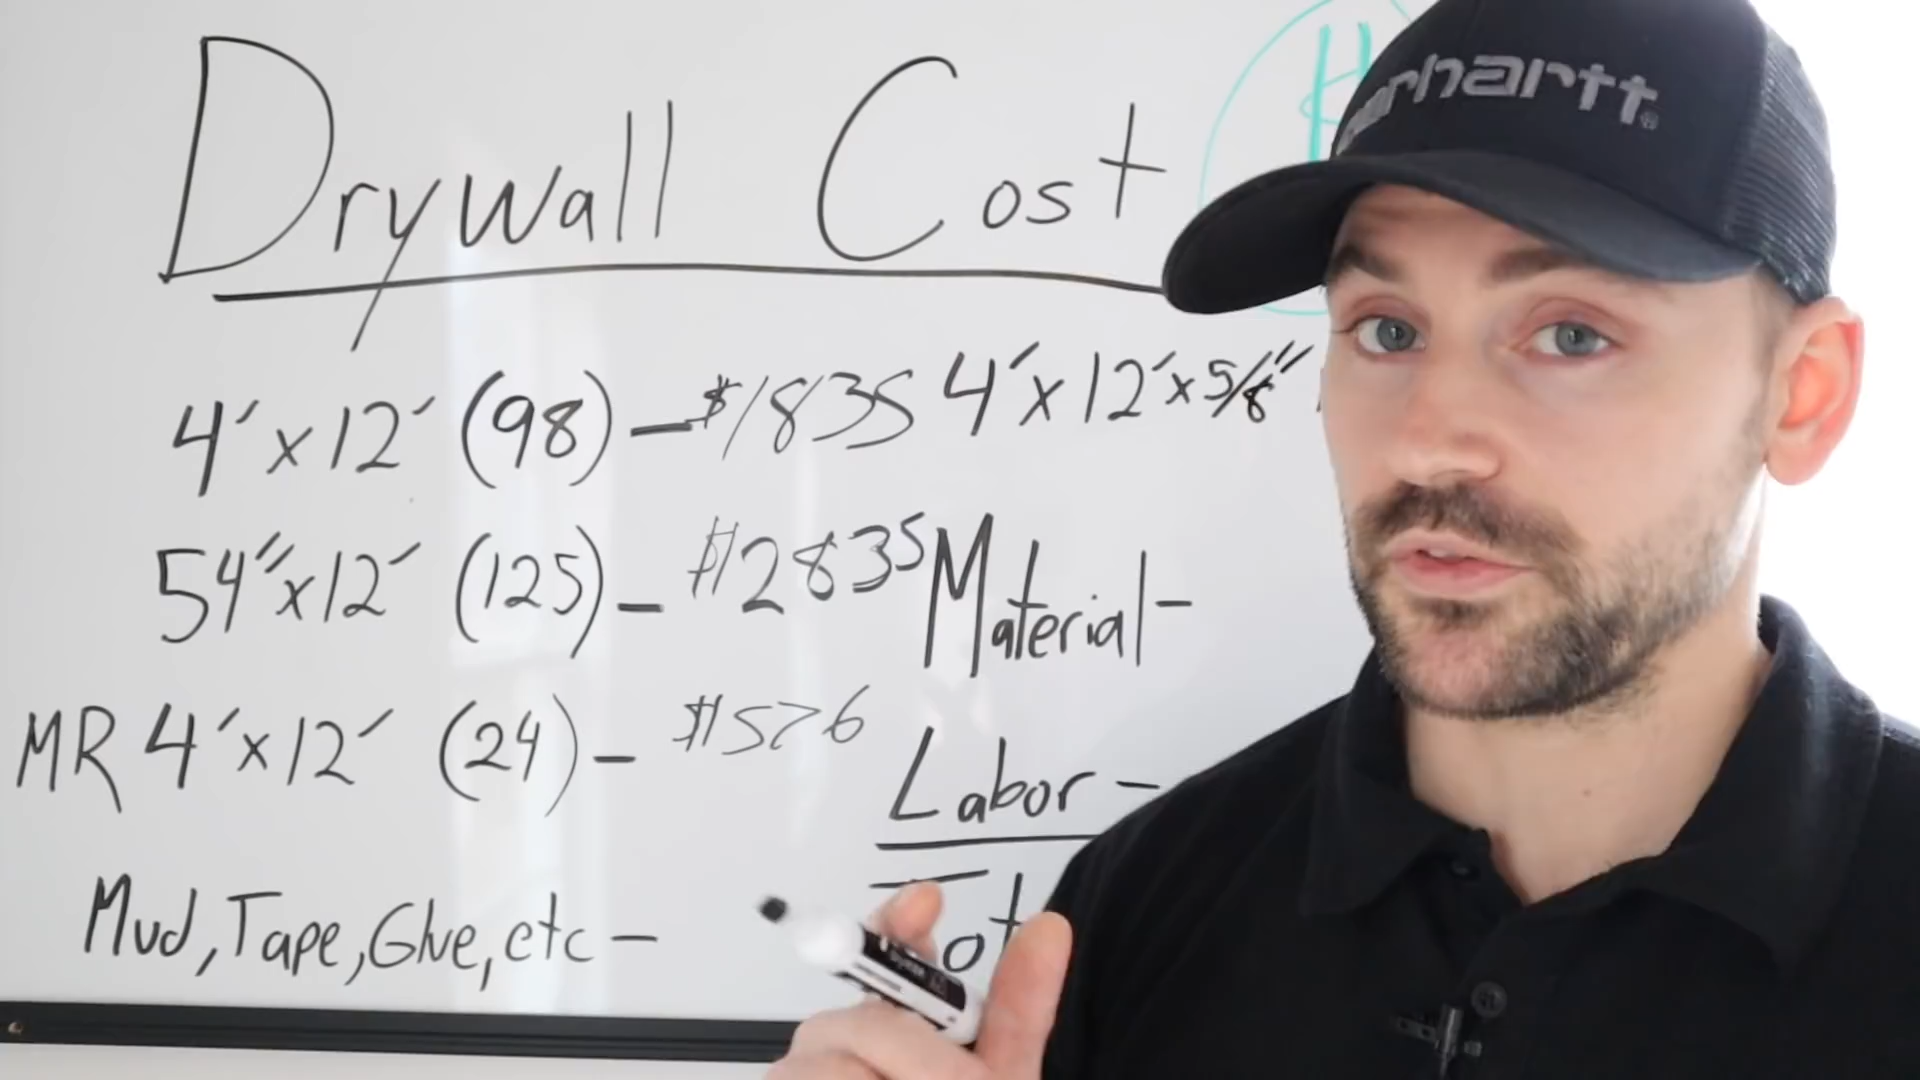 Drywall Cost
4'x12' (98) - $1835
54"x12' (125) - $2835
MR 4'x12' (24) - $576
Mud, Tape, Glue, etc -
4'x12'x5/8"
Material -
Labor -
Tot
carhartt